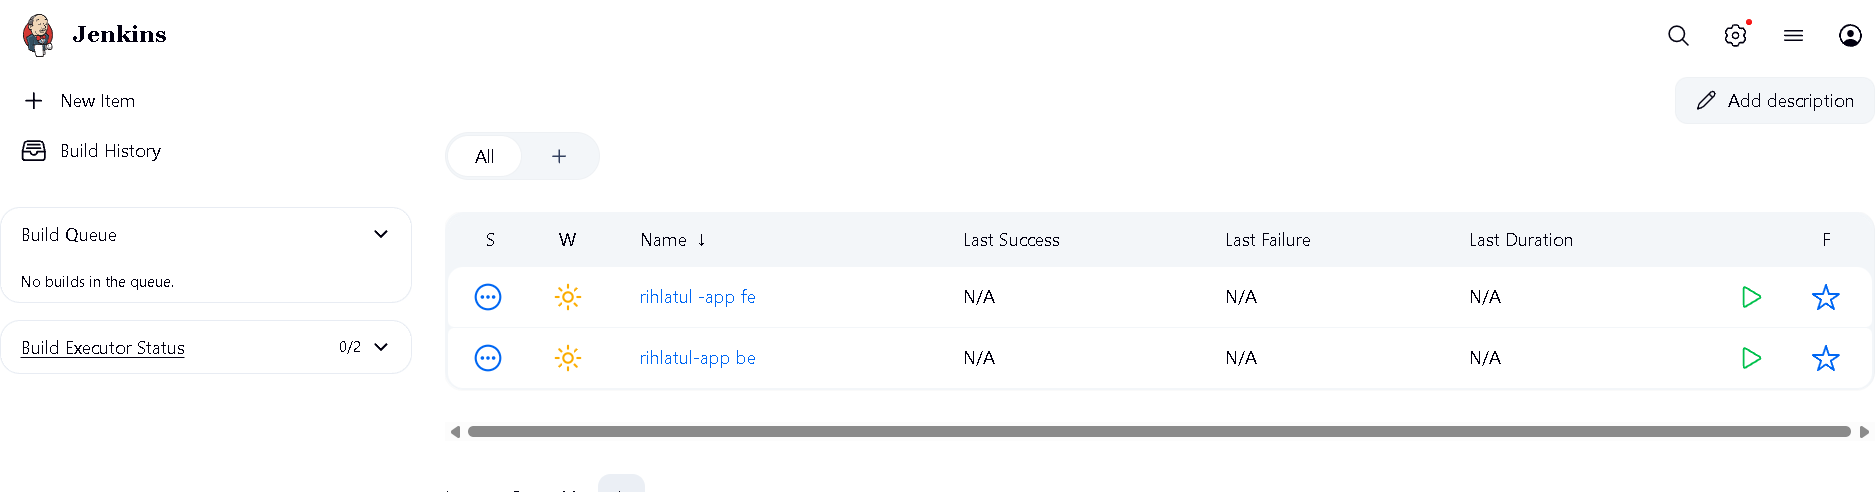 Jenkins
New Item
Add description
Build History
All
Build Queue
No builds in the queue.
Build Executor Status 0/2
S W Name ↓ Last Success Last Failure Last Duration F
rihlatul -app fe N/A N/A N/A
rihlatul-app be N/A N/A N/A